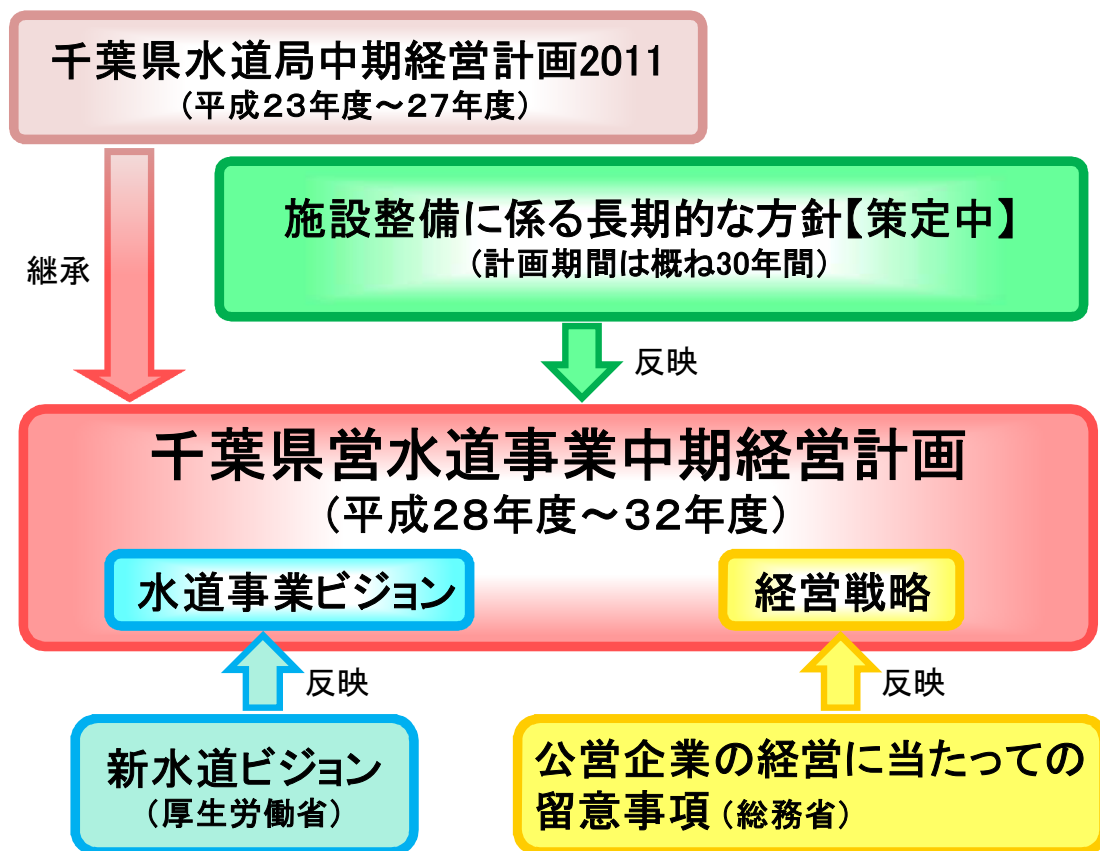 千葉県水道局中期経営計画2011
（平成２３年度～２７年度）
継承
施設整備に係る長期的な方針【策定中】
（計画期間は概ね30年間）
反映
千葉県営水道事業中期経営計画
（平成２８年度～３２年度）
水道事業ビジョン
経営戦略
反映
反映
新水道ビジョン
（厚生労働省）
公営企業の経営に当たっての
留意事項（総務省）